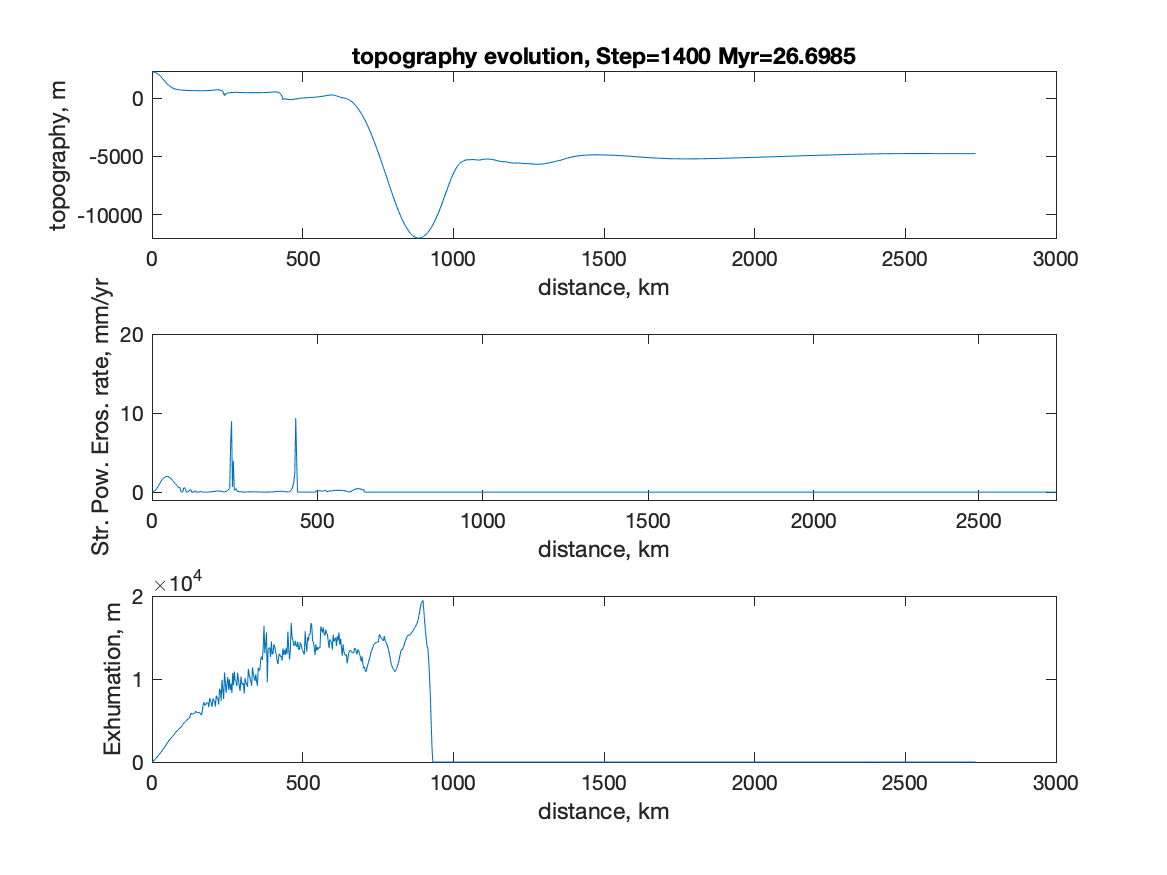 topography evolution, Step=1400 Myr=26.6985
topography, m
0
-5000
-10000
0 500 1000 1500 2000 2500 3000
distance, km
Str. Pow. Eros. rate, mm/yr
20
10
0
0 500 1000 1500 2000 2500
distance, km
×10⁴
Exhumation, m
2
1
0
0 500 1000 1500 2000 2500 3000
distance, km